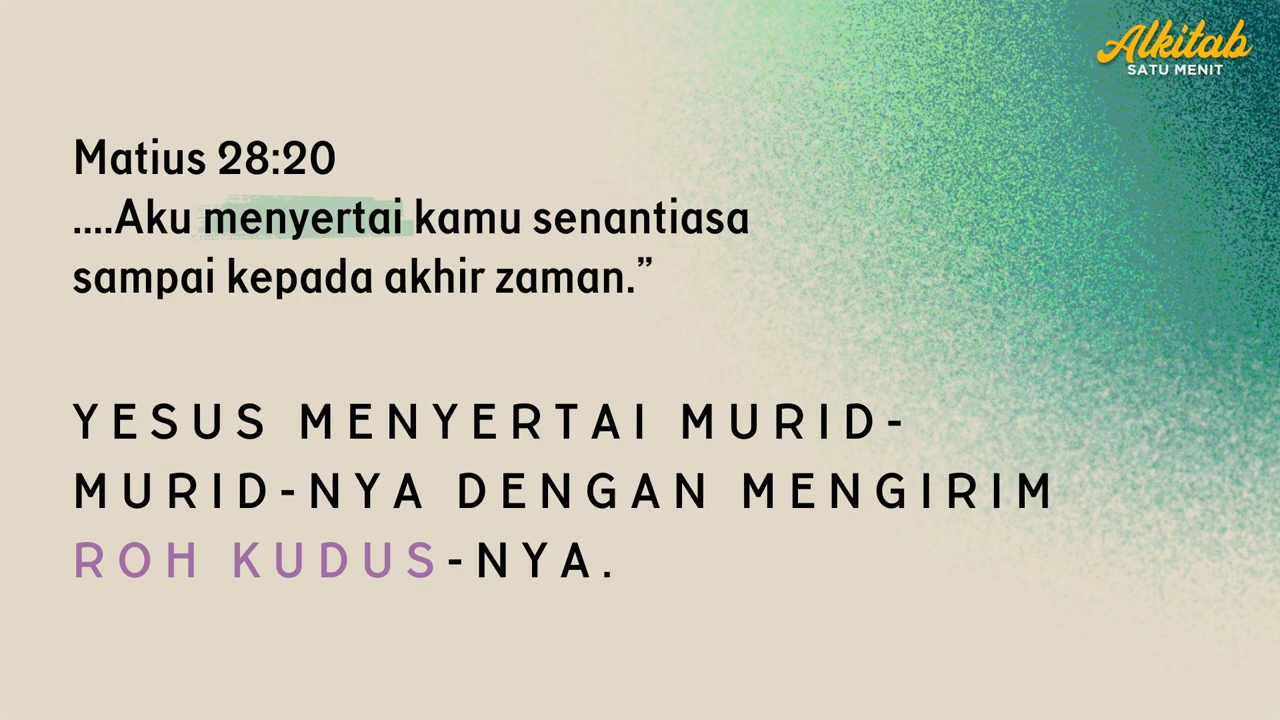 Alkitab
SATU MENIT
Matius 28:20
....Aku menyertai kamu senantiasa
sampai kepada akhir zaman.”
YESUS MENYERTAI MURID-
MURID-NYA DENGAN MENGIRIM
ROH KUDUS-NYA.